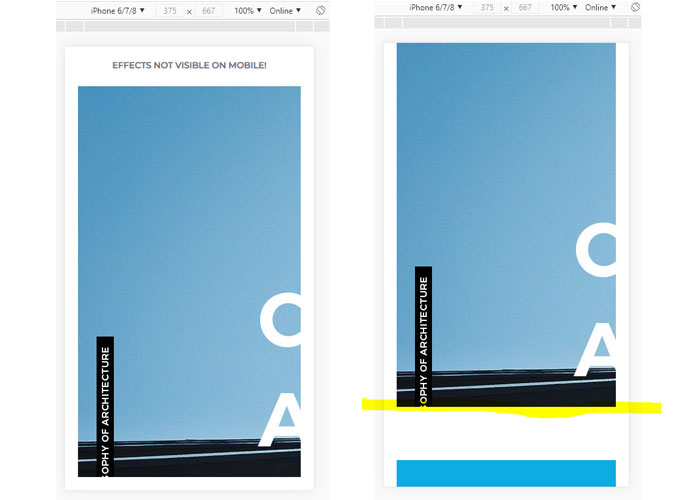 iPhone 6/7/8 ▼ 375 x 667 100% ▼ Online ▼
EFFECTS NOT VISIBLE ON MOBILE!
O
A
SOPHY OF ARCHITECTURE
iPhone 6/7/8 ▼ 375 x 667 100% ▼ Online ▼
O
A
SOPHY OF ARCHITECTURE